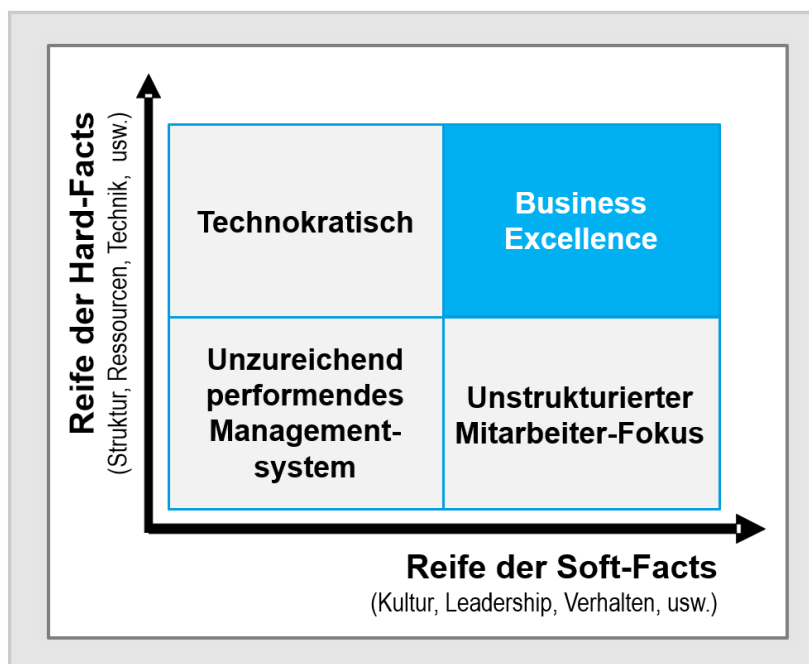 Reife der Hard-Facts
(Struktur, Ressourcen, Technik, usw.)
Technokratisch
Business
Excellence
Unzureichend
performendes
Management-
system
Unstrukturierter
Mitarbeiter-Fokus
Reife der Soft-Facts
(Kultur, Leadership, Verhalten, usw.)